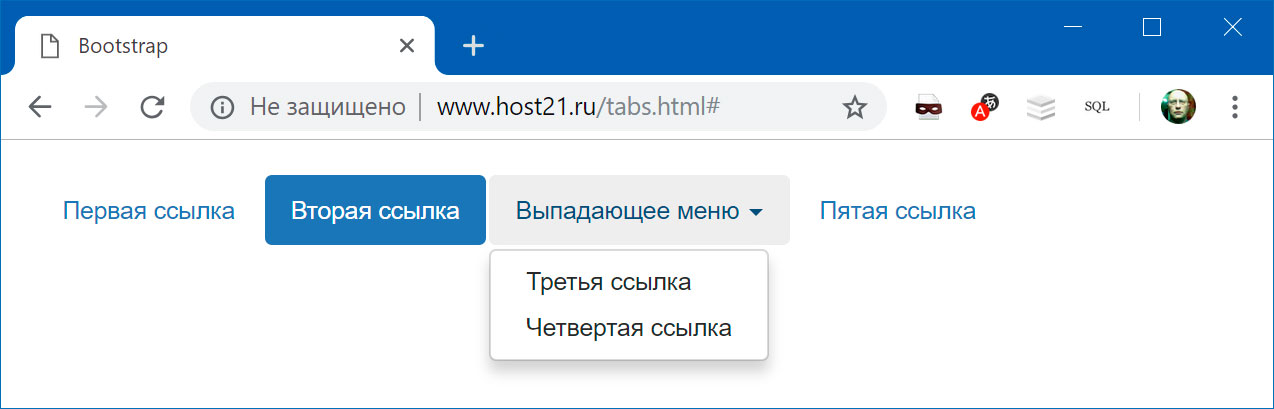 Bootstrap
Не защищено www.host21.ru/tabs.html# SQL
Первая ссылка Вторая ссылка Выпадающее меню Пятая ссылка
Третья ссылка
Четвертая ссылка